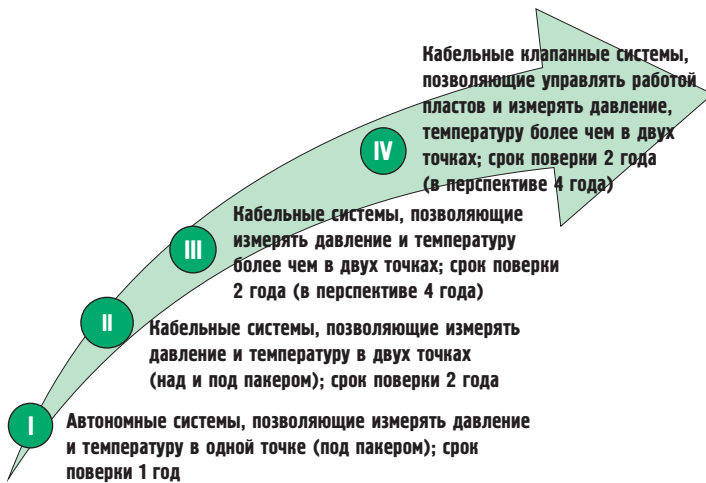 Кабельные клапанные системы,
позволяющие управлять работой
пластов и измерять давление,
температуру более чем в двух
точках; срок поверки 2 года
(в перспективе 4 года)
IV
Кабельные системы, позволяющие
измерять давление и температуру
более чем в двух точках; срок поверки
2 года (в перспективе 4 года)
III
Кабельные системы, позволяющие измерять
давление и температуру в двух точках
(над и под пакером); срок поверки 2 года
II
Автономные системы, позволяющие измерять давление
и температуру в одной точке (под пакером); срок
поверки 1 год
I